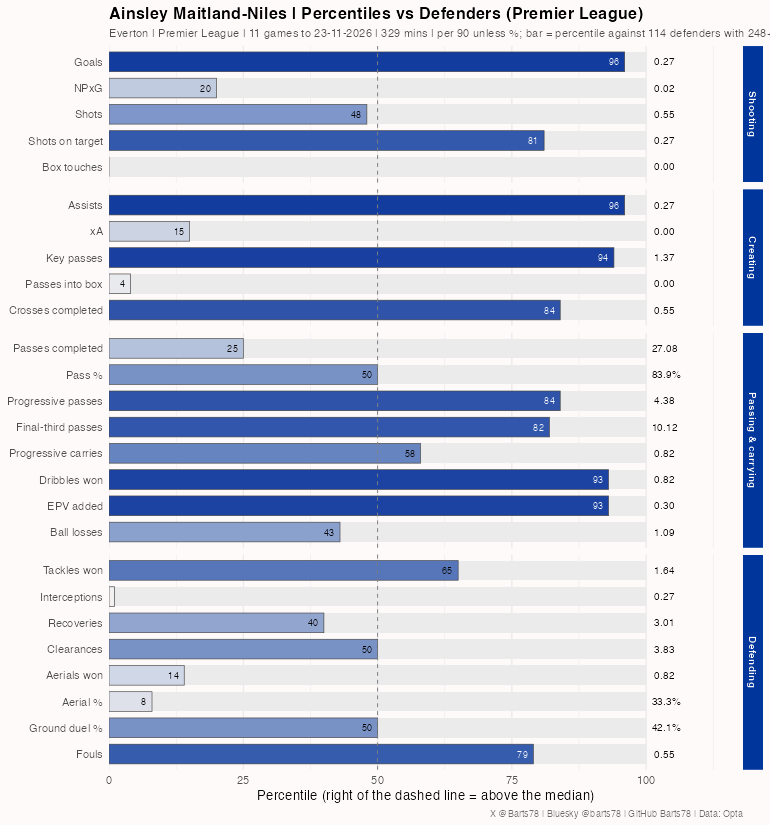 Ainsley Maitland-Niles | Percentiles vs Defenders (Premier League)
Everton | Premier League | 11 games to 23-11-2026 | 329 mins | per 90 unless %; bar = percentile against 114 defenders with 248-
Shooting
Goals 96 0.27
NPxG 20 0.02
Shots 48 0.55
Shots on target 81 0.27
Box touches 0.00
Creating
Assists 96 0.27
xA 15 0.00
Key passes 94 1.37
Passes into box 4 0.00
Crosses completed 84 0.55
Passing & carrying
Passes completed 25 27.08
Pass % 50 83.9%
Progressive passes 84 4.38
Final-third passes 82 10.12
Progressive carries 58 0.82
Dribbles won 93 0.82
EPV added 93 0.30
Ball losses 43 1.09
Defending
Tackles won 65 1.64
Interceptions 0.27
Recoveries 40 3.01
Clearances 50 3.83
Aerials won 14 0.82
Aerial % 8 33.3%
Ground duel % 50 42.1%
Fouls 79 0.55
0 25 50 75 100
Percentile (right of the dashed line = above the median)
X @Barts78 | Bluesky @barts78 | GitHub Barts78 | Data: Opta